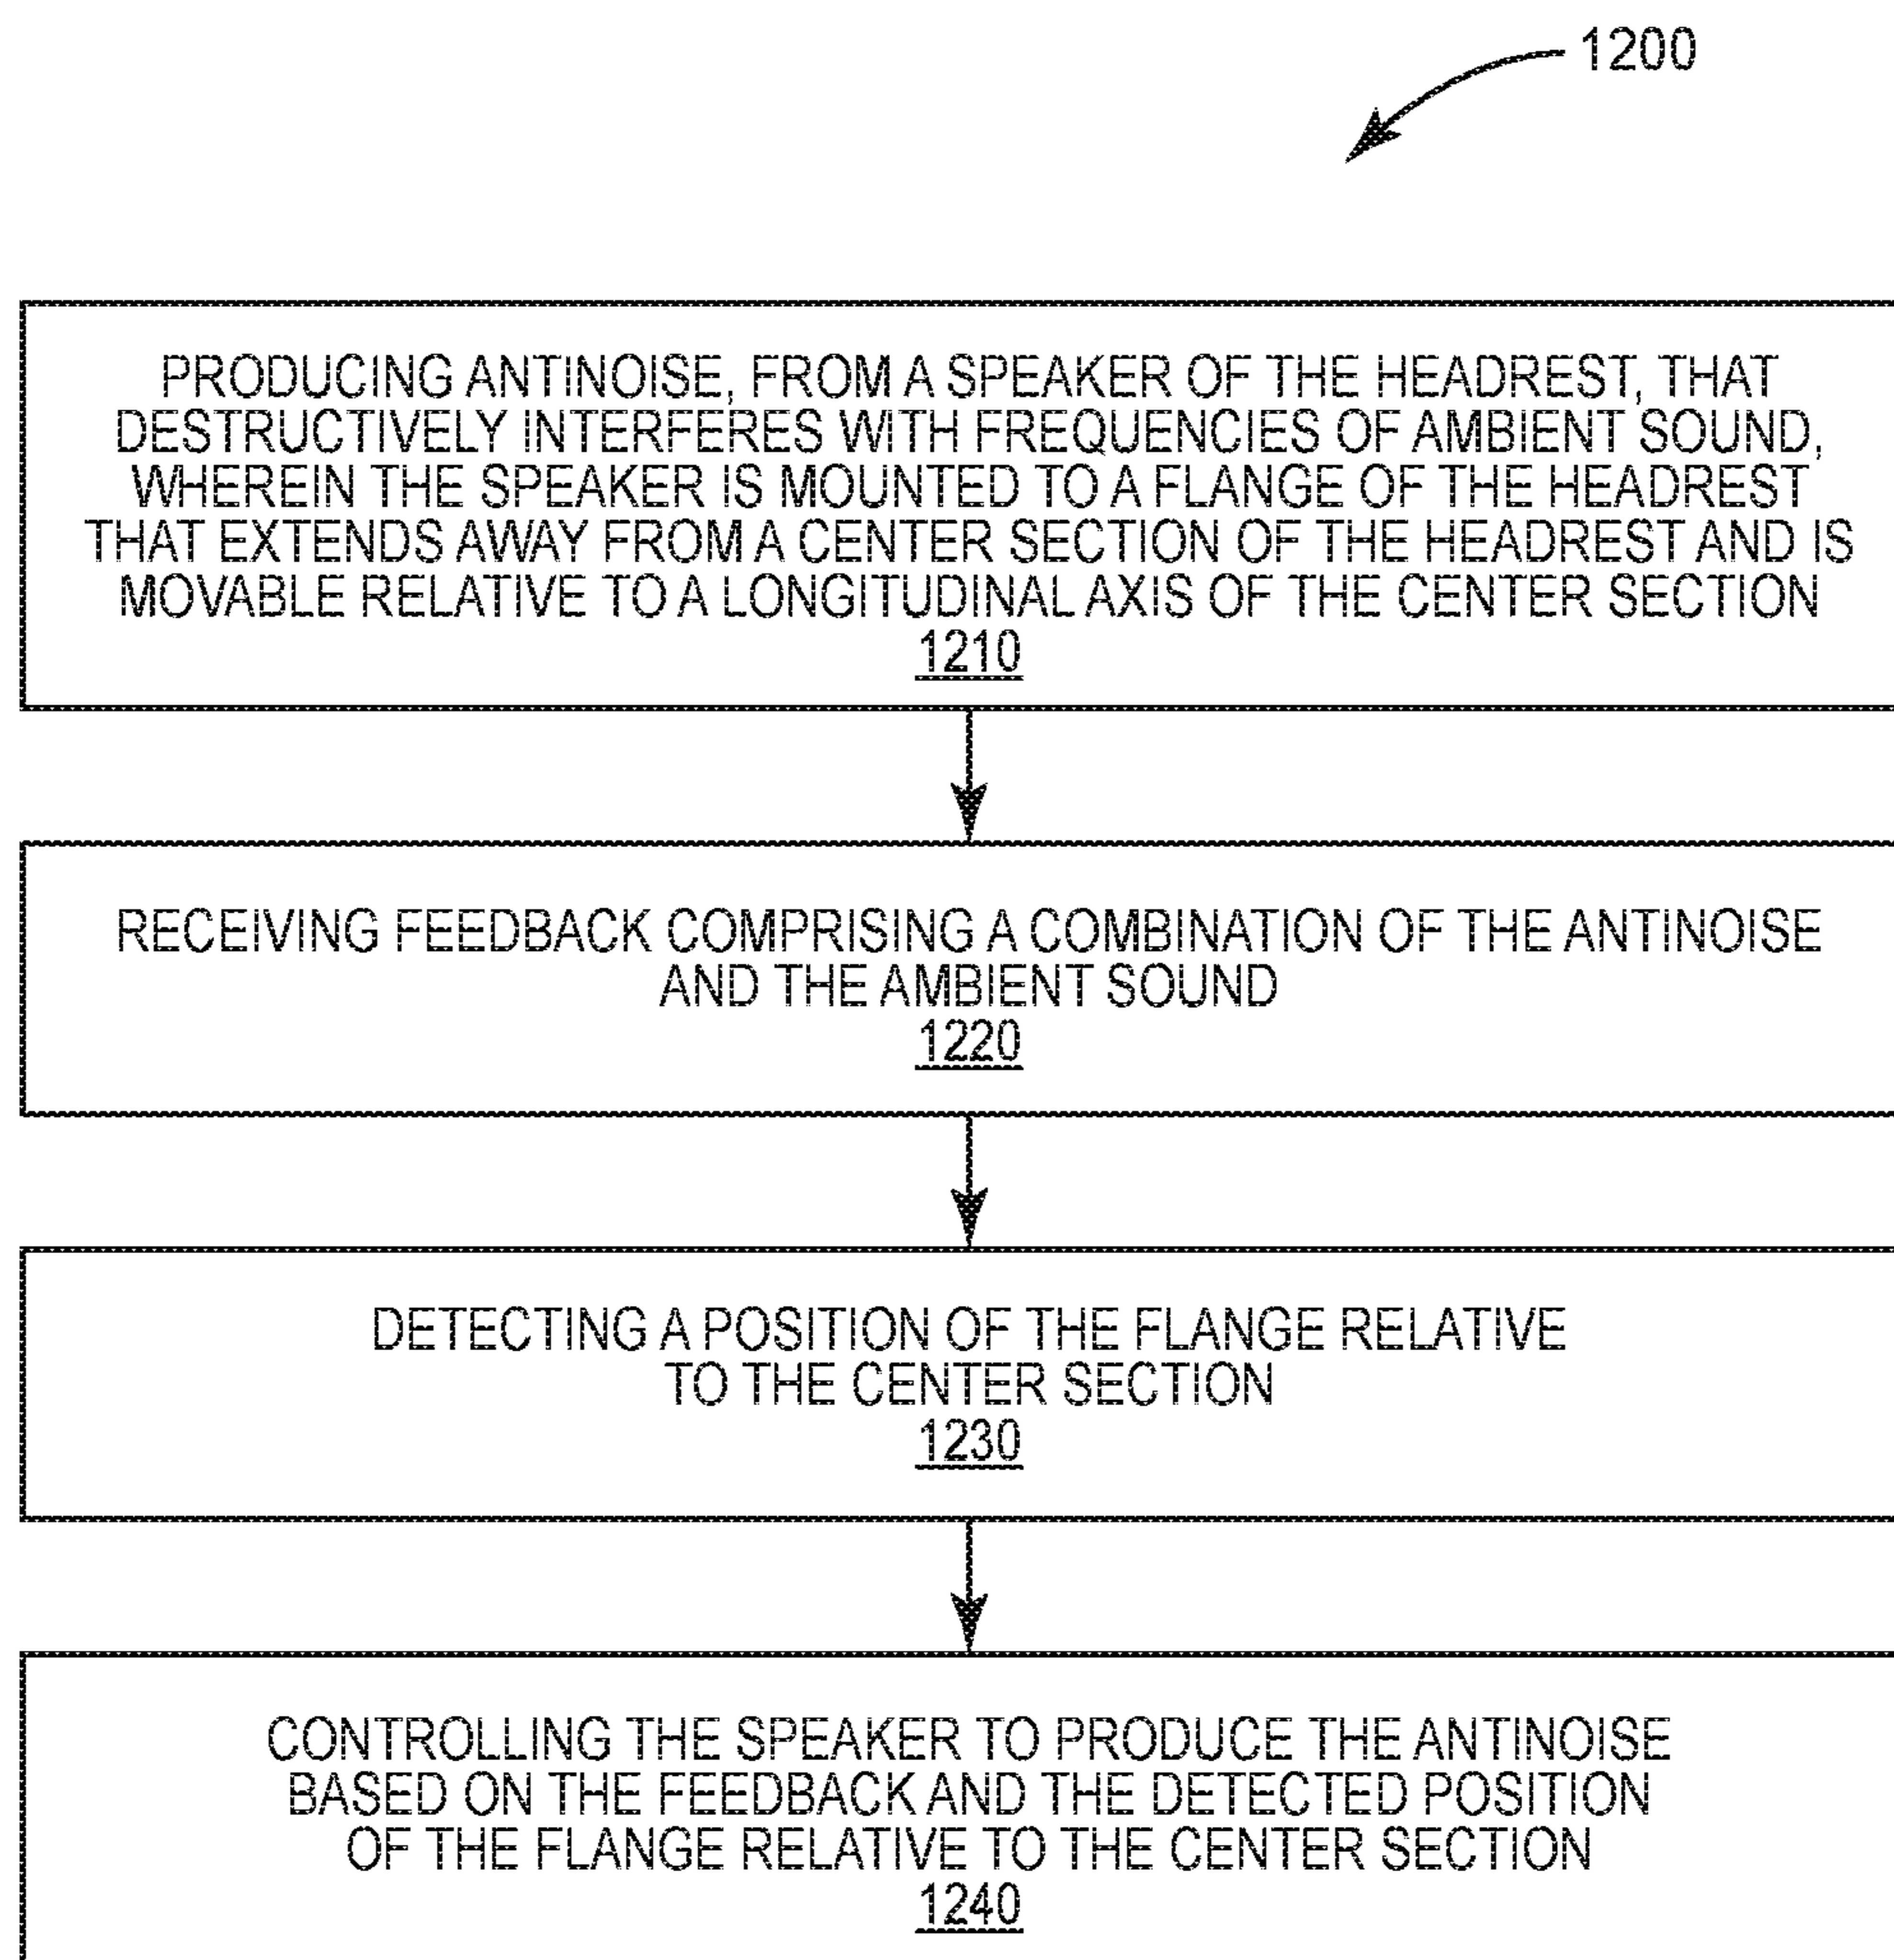 1200
PRODUCING ANTINOISE, FROM A SPEAKER OF THE HEADREST, THAT
DESTRUCTIVELY INTERFERES WITH FREQUENCIES OF AMBIENT SOUND,
WHEREIN THE SPEAKER IS MOUNTED TO A FLANGE OF THE HEADREST
THAT EXTENDS AWAY FROM A CENTER SECTION OF THE HEADREST AND IS
MOVABLE RELATIVE TO A LONGITUDINAL AXIS OF THE CENTER SECTION
1210
RECEIVING FEEDBACK COMPRISING A COMBINATION OF THE ANTINOISE
AND THE AMBIENT SOUND
1220
DETECTING A POSITION OF THE FLANGE RELATIVE
TO THE CENTER SECTION
1230
CONTROLLING THE SPEAKER TO PRODUCE THE ANTINOISE
BASED ON THE FEEDBACK AND THE DETECTED POSITION
OF THE FLANGE RELATIVE TO THE CENTER SECTION
1240